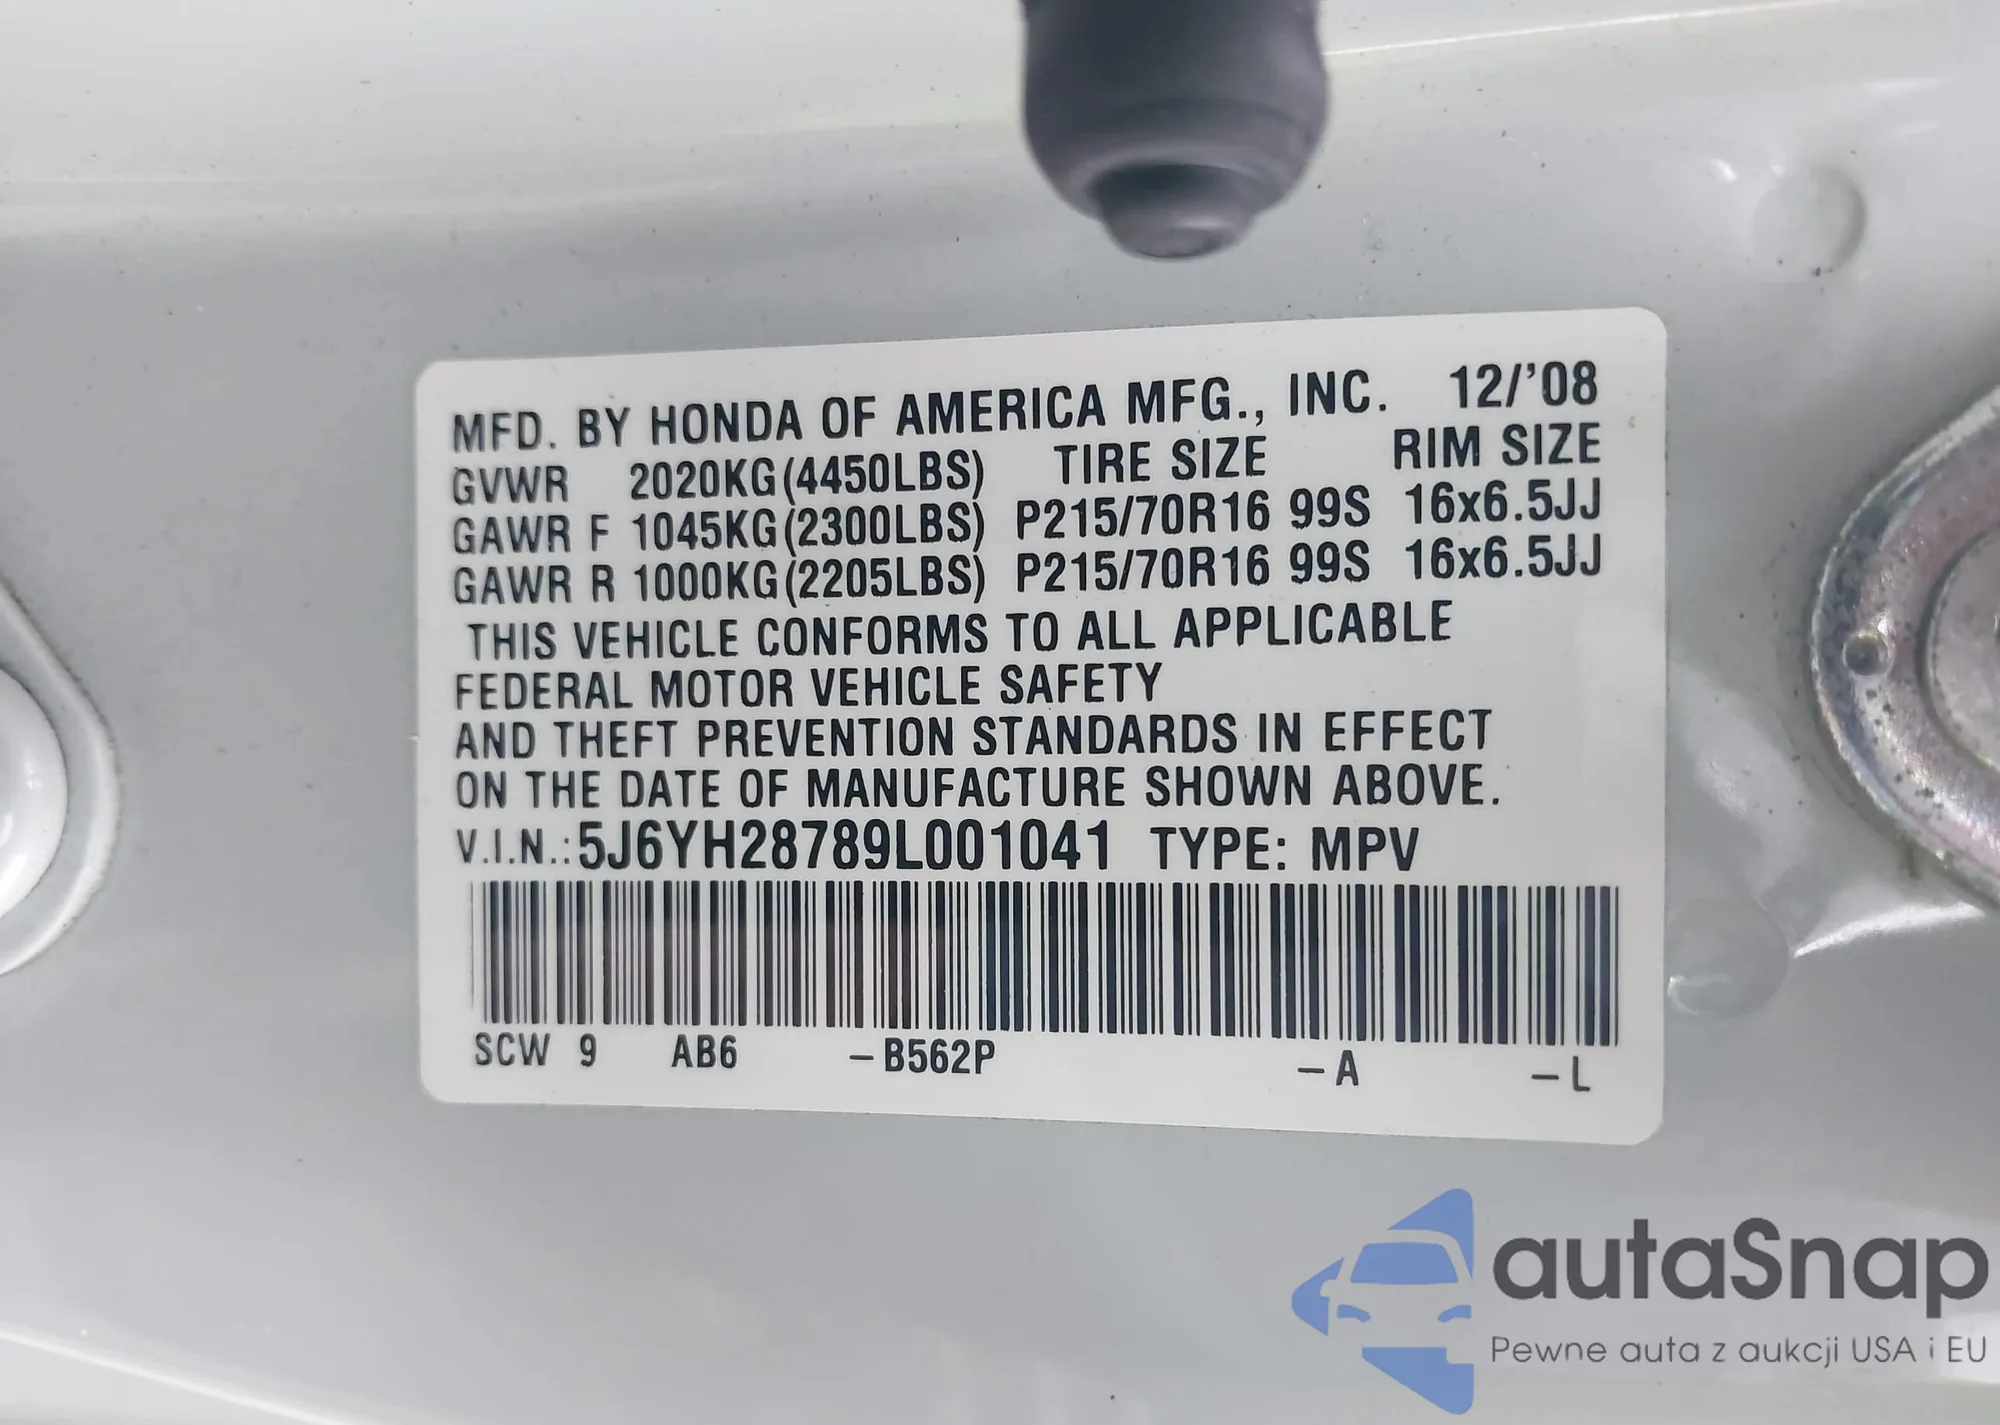 MFD. BY HONDA OF AMERICA MFG., INC. 12/'08
GVWR 2020KG(4450LBS) TIRE SIZE RIM SIZE
GAWR F 1045KG(2300LBS) P215/70R16 99S 16x6.5JJ
GAWR R 1000KG(2205LBS) P215/70R16 99S 16x6.5JJ
THIS VEHICLE CONFORMS TO ALL APPLICABLE
FEDERAL MOTOR VEHICLE SAFETY
AND THEFT PREVENTION STANDARDS IN EFFECT
ON THE DATE OF MANUFACTURE SHOWN ABOVE.
V.I.N.:5J6YH28789L001041 TYPE: MPV
SCW 9 AB6 –B562P –A –L
autaSnap
Pewne auta z aukcji USA i EU